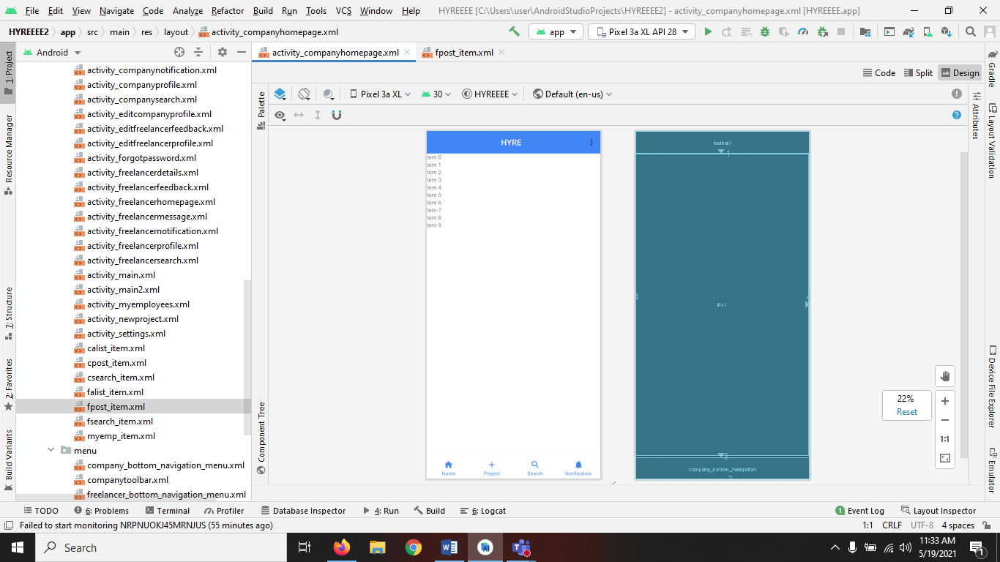 File Edit View Navigate Code Analyze Refactor Build Run Tools VCS Window Help HYREEEE [C:\Users\user\AndroidStudioProjects\HYREEE2] - activity_companyhomepage.xml [HYREEE.app]
HYREEE2 app src main res layout activity_companyhomepage.xml app Pixel 3a XL API 28
Android activity_companyhomepage.xml fpost_item.xml
1: Project
Resource Manager
7: Structure
2: Favorites
Build Variants
activity_companynotification.xml
activity_companyprofile.xml
activity_companysearch.xml
activity_editcompanyprofile.xml
activity_editfreelancerfeedback.xml
activity_editfreelancerprofile.xml
activity_forgotpassword.xml
activity_freelancerdetails.xml
activity_freelancerfeedback.xml
activity_freelancerhomepage.xml
activity_freelancermessage.xml
activity_freelancernotification.xml
activity_freelancerprofile.xml
activity_freelancersearch.xml
activity_main.xml
activity_main2.xml
activity_myemployees.xml
activity_newproject.xml
activity_settings.xml
calist_item.xml
cpost_item.xml
csearch_item.xml
falist_item.xml
fpost_item.xml
fsearch_item.xml
myemp_item.xml
menu
company_bottom_navigation_menu.xml
companytoolbar.xml
freelancer_bottom_navigation_menu.xml
Code Split Design
Palette
Component Tree
Pixel 3a XL 30 HYREEEE Default (en-us)
HYRE
tem 0
tem 1
tem 2
tem 3
tem 4
tem 5
tem 6
tem 7
tem 8
tem 9
Home Project Search Notification
toolbar1
company_bottom_navigation
22%
Reset
1:1
Attributes
Gradle
Layout Validation
Device File Explorer
Emulator
TODO 6: Problems Terminal Profiler Database Inspector 4: Run Build 6: Logcat 1 Event Log Layout Inspector
Failed to start monitoring NRPNUOKJ45MRNJUS (55 minutes ago) 1:1 CRLF UTF-8 4 spaces
Search
11:33 AM
5/19/2021
1